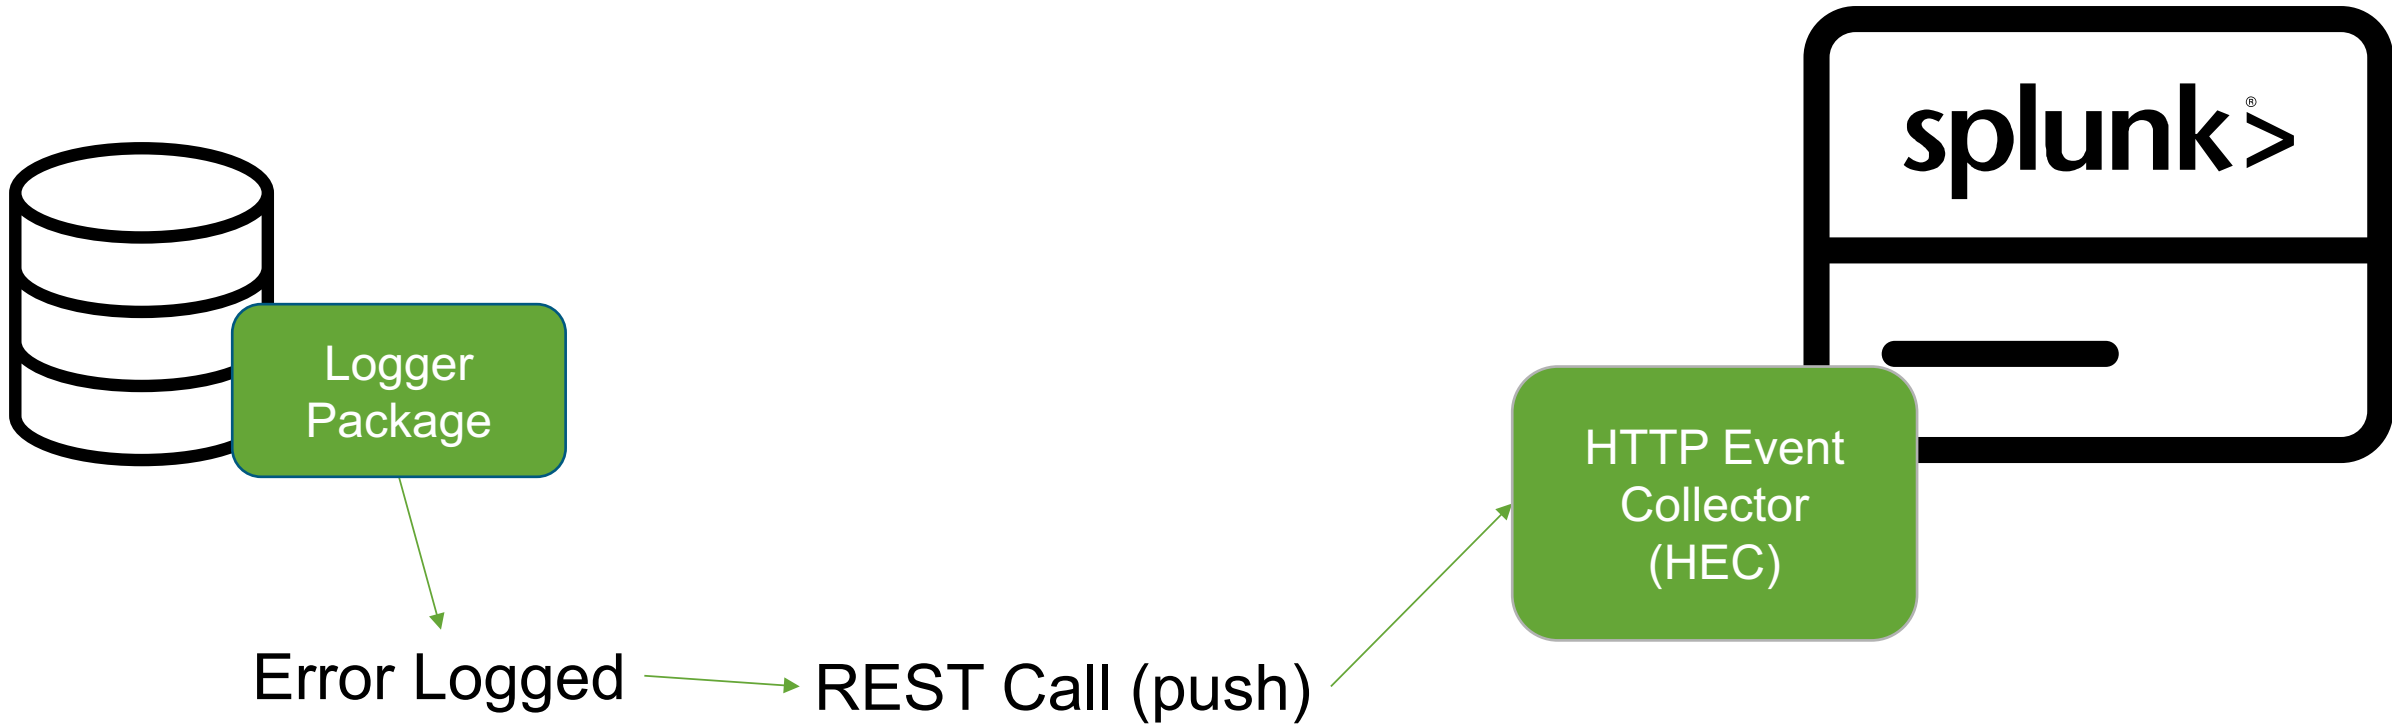 splunk>®
Logger
Package
HTTP Event
Collector
(HEC)
Error Logged
REST Call (push)